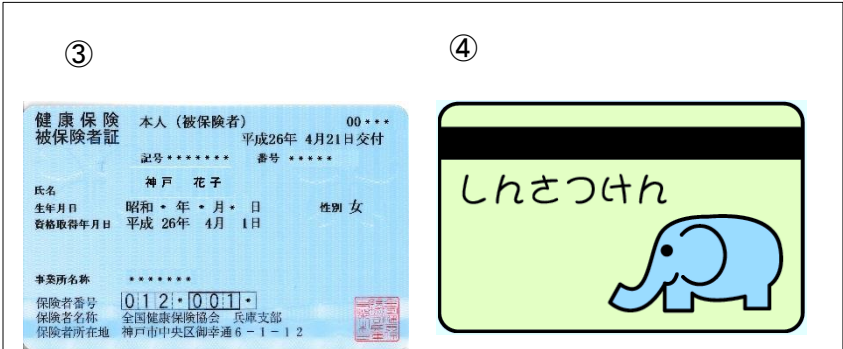 ③
④
健康保険 本人(被保険者) 00***
被保険者証 平成26年 4月21日交付
記号******* 番号 *****
氏名 神戸 花子
生年月日 昭和・年・月・日 性別 女
資格取得年月日 平成 26年 4月 1日
事業所名称 *******
保険者番号 012・001・
保険者名称 全国健康保険協会 兵庫支部
保険者所在地 神戸市中央区御幸通6-1-12
しんさつけん